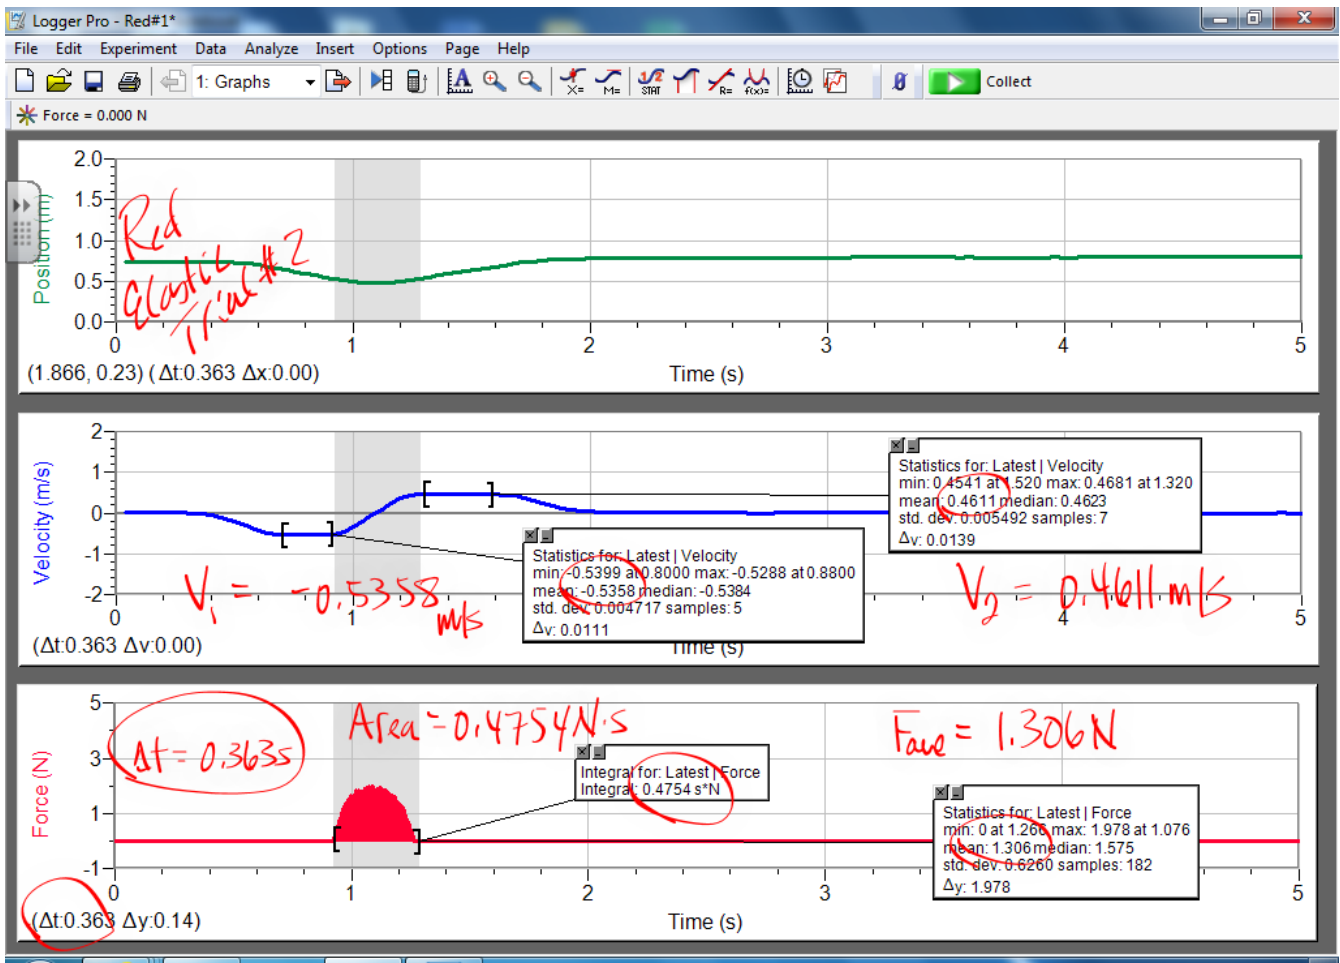 Logger Pro - Red#1*
File Edit Experiment Data Analyze Insert Options Page Help
1: Graphs
X=
M=
1/2
STAT
R=
f(x)=
Collect
Force = 0.000 N
Position (m)
2.0
1.5
1.0
0.5
0.0
Red
Elastic
Trial #2
0 1 2 3 4 5
(1.866, 0.23) (Δt:0.363 Δx:0.00)
Time (s)
Velocity (m/s)
2
1
0
-1
-2
Statistics for: Latest | Velocity
min: 0.4541 at 1.520 max: 0.4681 at 1.320
mean: 0.4611 median: 0.4623
std. dev: 0.005492 samples: 7
Δv: 0.0139
Statistics for: Latest | Velocity
min: -0.5399 at 0.8000 max: -0.5288 at 0.8800
mean: -0.5358 median: -0.5384
std. dev: 0.004717 samples: 5
Δv: 0.0111
V₁ = -0.5358 m/s
V₂ = 0.4611 m/s
0 1 4 5
(Δt:0.363 Δv:0.00)
Time (s)
Force (N)
5
3
1
-1
Δt = 0.363s
Area = 0.4754 N·s
Fave = 1.306 N
Integral for: Latest | Force
Integral: 0.4754 s*N
Statistics for: Latest | Force
min: 0 at 1.266 max: 1.978 at 1.076
mean: 1.306 median: 1.575
std. dev: 0.6260 samples: 182
Δy: 1.978
0 1 2 3 4 5
(Δt:0.363 Δy:0.14)
Time (s)